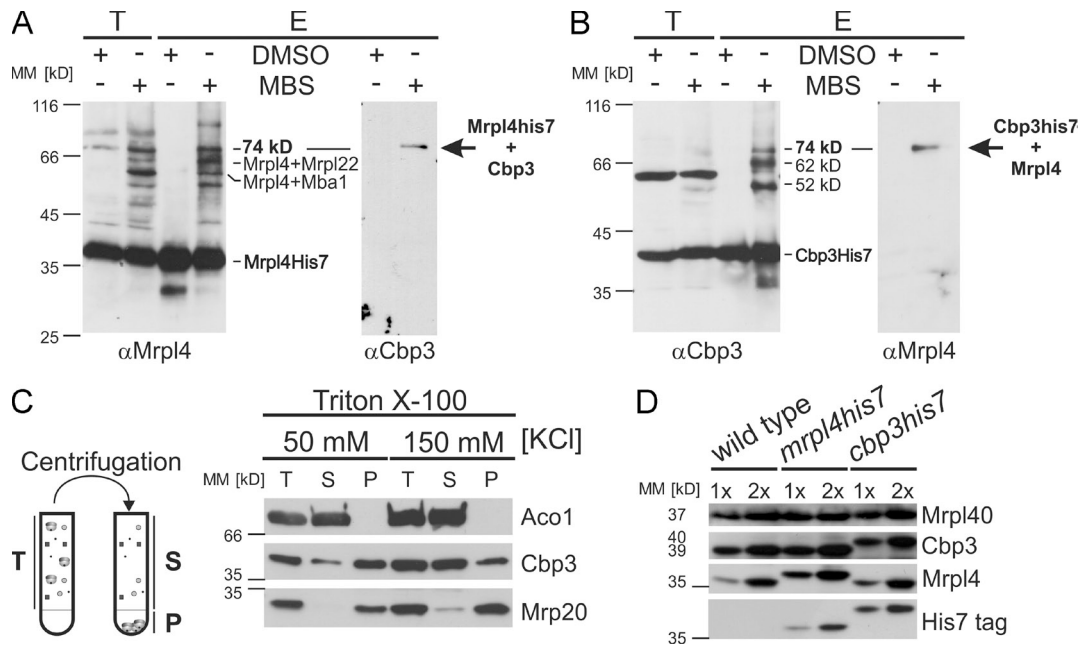 A
T
E
+ - + -
DMSO
+ -
MM [kD]
- + - +
MBS
- +
116
66
45
35
25
74 kD
Mrpl4+Mrpl22
Mrpl4+Mba1
Mrpl4His7
Mrpl4his7
+
Cbp3
αMrpl4
αCbp3
B
T
E
+ - + -
DMSO
+ -
MM [kD]
- + - +
MBS
- +
116
66
45
35
74 kD
62 kD
52 kD
Cbp3His7
Cbp3his7
+
Mrpl4
αCbp3
αMrpl4
C
Centrifugation
T
S
P
Triton X-100
50 mM 150 mM [KCl]
MM [kD] T S P T S P
Aco1
66
Cbp3
35
35
Mrp20
D
wild type
mrpl4his7
cbp3his7
MM [kD] 1x 2x 1x 2x 1x 2x
37 Mrpl40
40
39 Cbp3
35 Mrpl4
His7 tag
35